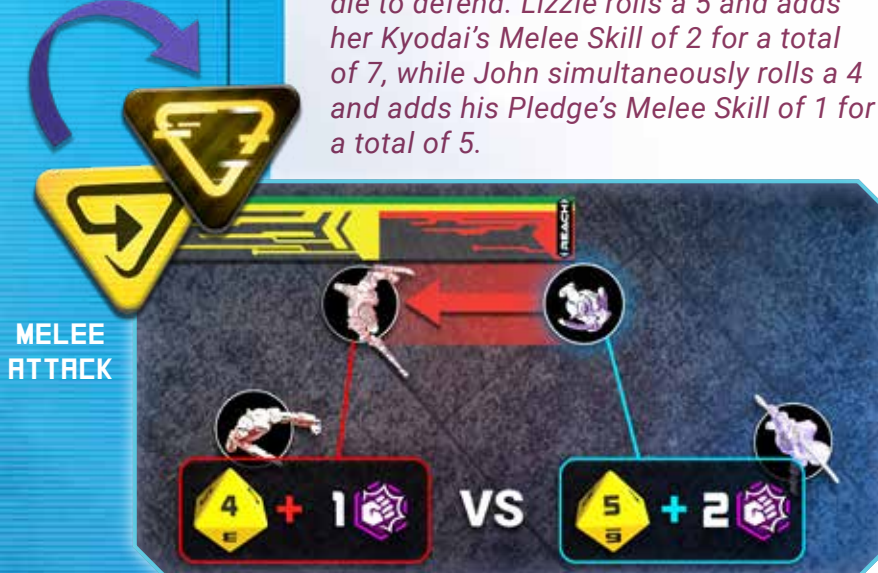 die to defend. Lizzie rolls a 5 and adds
her Kyodai's Melee Skill of 2 for a total
of 7, while John simultaneously rolls a 4
and adds his Pledge's Melee Skill of 1 for
a total of 5.
REACH
MELEE
ATTACK
4 + 1 VS 5 + 2